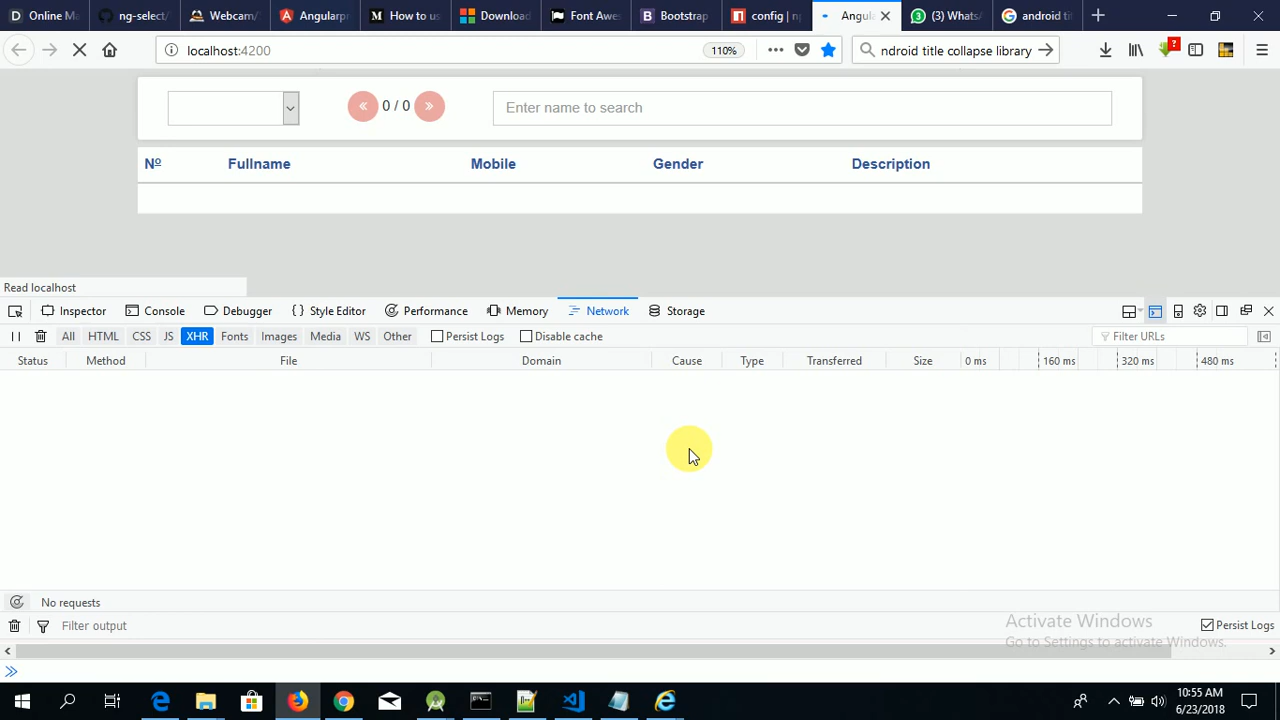 Online Ma
ng-select/
Webcam/
Angularpr
How to us
Download
Font Awe
Bootstrap
config | n
Angula
(3) WhatsA
android tit
localhost:4200
110%
ndroid title collapse library
0 / 0
Enter name to search
Nº
Fullname
Mobile
Gender
Description
Read localhost
Inspector
Console
Debugger
Style Editor
Performance
Memory
Network
Storage
All
HTML
CSS
JS
XHR
Fonts
Images
Media
WS
Other
Persist Logs
Disable cache
Filter URLs
Status
Method
File
Domain
Cause
Type
Transferred
Size
0 ms
160 ms
320 ms
480 ms
No requests
Filter output
Persist Logs
Activate Windows
Go to Settings to activate Windows.
10:55 AM
6/23/2018